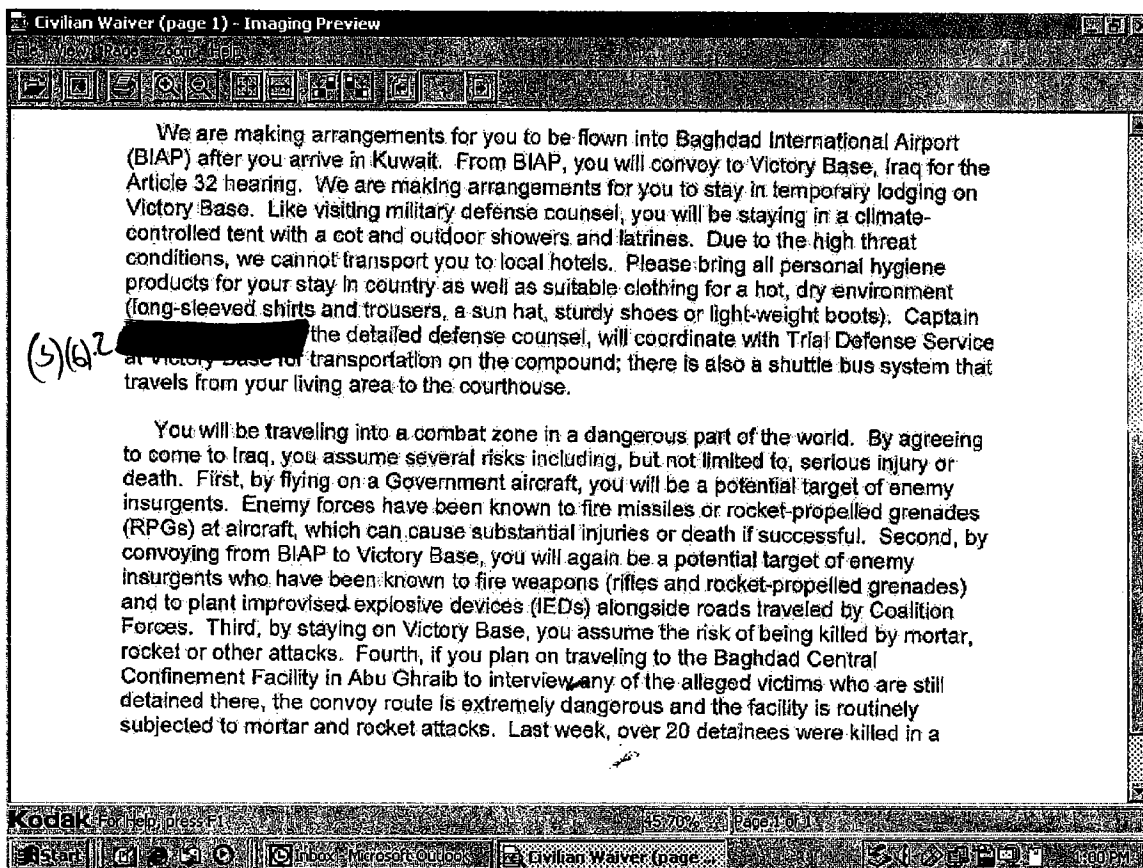 Civilian Waiver (page 1) - Imaging Preview
File View Page Zoom Help
We are making arrangements for you to be flown into Baghdad International Airport
(BIAP) after you arrive in Kuwait. From BIAP, you will convoy to Victory Base, Iraq for the
Article 32 hearing. We are making arrangements for you to stay in temporary lodging on
Victory Base. Like visiting military defense counsel, you will be staying in a climate-
controlled tent with a cot and outdoor showers and latrines. Due to the high threat
conditions, we cannot transport you to local hotels. Please bring all personal hygiene
products for your stay in country as well as suitable clothing for a hot, dry environment
(long-sleeved shirts and trousers, a sun hat, sturdy shoes or light-weight boots). Captain
(5)(6)-2 the detailed defense counsel, will coordinate with Trial Defense Service
at Victory Base for transportation on the compound; there is also a shuttle bus system that
travels from your living area to the courthouse.
You will be traveling into a combat zone in a dangerous part of the world. By agreeing
to come to Iraq, you assume several risks including, but not limited to, serious injury or
death. First, by flying on a Government aircraft, you will be a potential target of enemy
insurgents. Enemy forces have been known to fire missiles or rocket-propelled grenades
(RPGs) at aircraft, which can cause substantial injuries or death if successful. Second, by
convoying from BIAP to Victory Base, you will again be a potential target of enemy
insurgents who have been known to fire weapons (rifles and rocket-propelled grenades)
and to plant improvised explosive devices (IEDs) alongside roads traveled by Coalition
Forces. Third, by staying on Victory Base, you assume the risk of being killed by mortar,
rocket or other attacks. Fourth, if you plan on traveling to the Baghdad Central
Confinement Facility in Abu Ghraib to interview any of the alleged victims who are still
detained there, the convoy route is extremely dangerous and the facility is routinely
subjected to mortar and rocket attacks. Last week, over 20 detainees were killed in a
Kodak For Help, press F1 Page 1 of 1
Start Inbox - Microsoft Outlook Civilian Waiver (page ... 1:00 PM